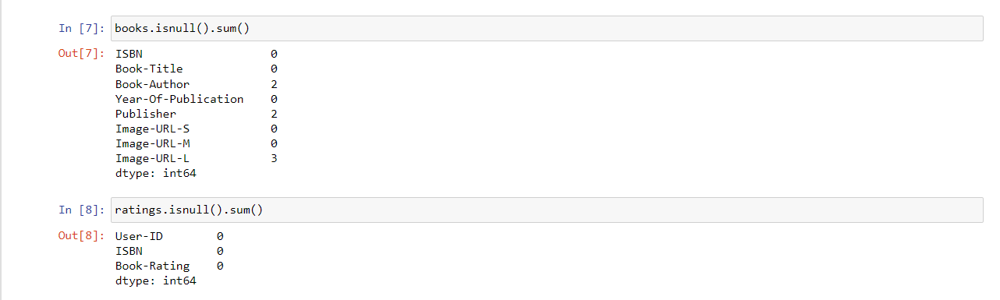 In [7]: books.isnull().sum()
Out[7]: ISBN 0
Book-Title 0
Book-Author 2
Year-Of-Publication 0
Publisher 2
Image-URL-S 0
Image-URL-M 0
Image-URL-L 3
dtype: int64
In [8]: ratings.isnull().sum()
Out[8]: User-ID 0
ISBN 0
Book-Rating 0
dtype: int64